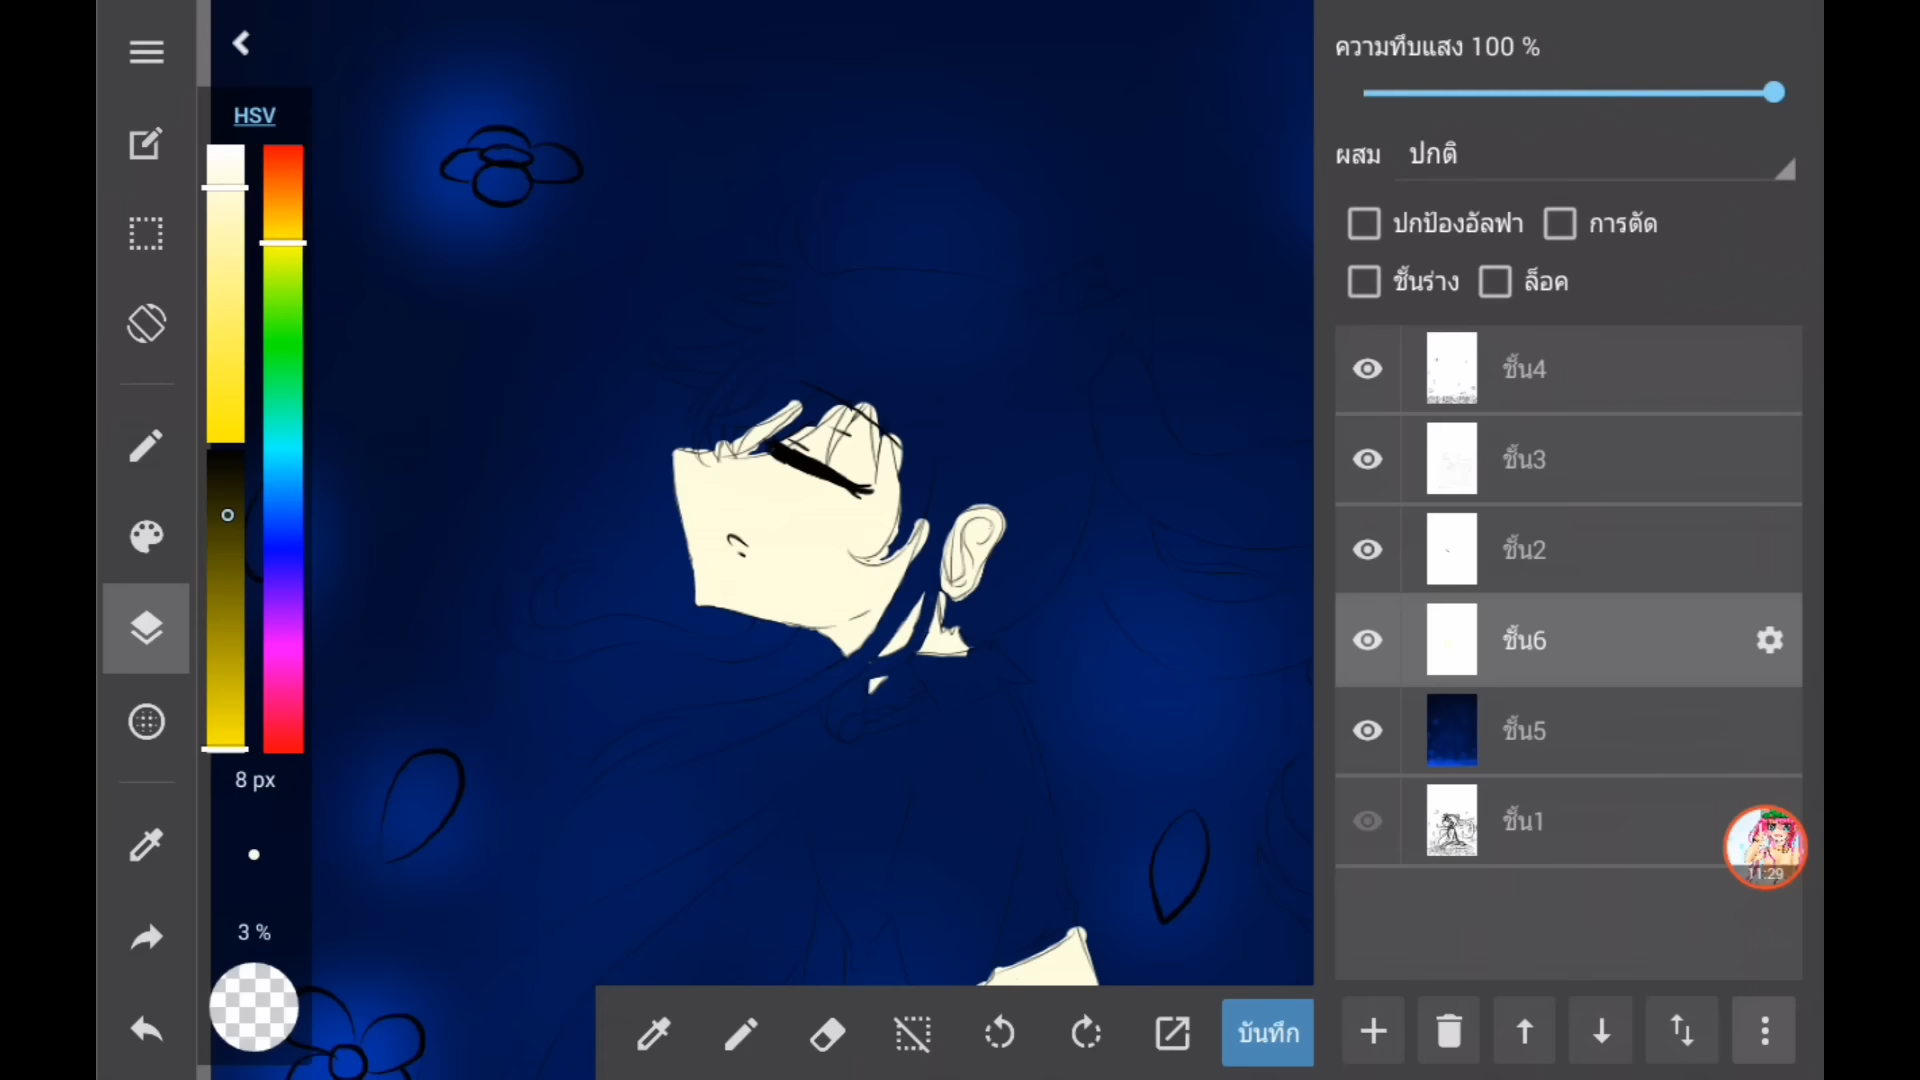 HSV
8 px
3 %
ความทึบแสง 100 %
ผสม ปกติ
ปกป้องอัลฟา การตัด
ชั้นร่าง ล็อค
ชั้น4
ชั้น3
ชั้น2
ชั้น6
ชั้น5
ชั้น1
11:29
บันทึก